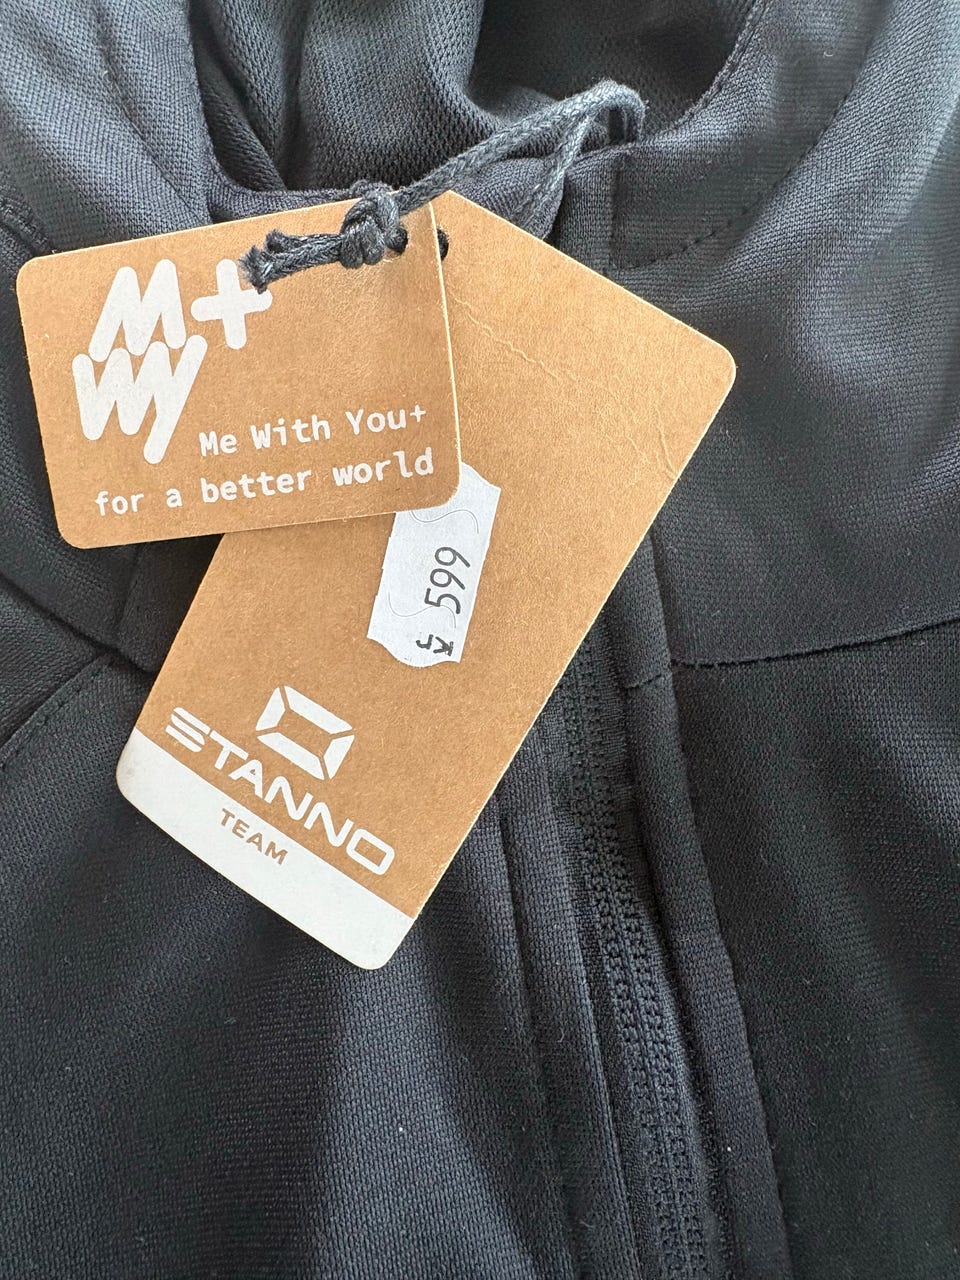 M+
WY
Me With You+
for a better world
599
kr
STANNO
TEAM